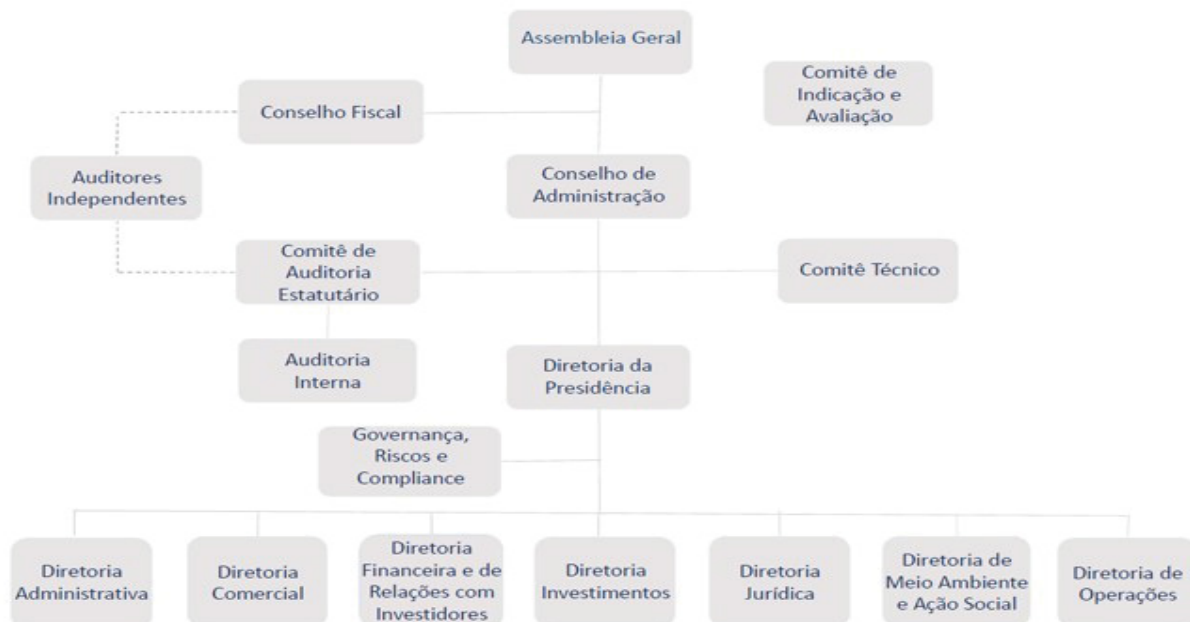 Assembleia Geral
Comitê de
Indicação e
Avaliação
Conselho Fiscal
Auditores
Independentes
Conselho de
Administração
Comitê de
Auditoria
Estatutário
Comitê Técnico
Auditoria
Interna
Diretoria da
Presidência
Governança,
Riscos e
Compliance
Diretoria
Administrativa
Diretoria
Comercial
Diretoria
Financeira e de
Relações com
Investidores
Diretoria
Investimentos
Diretoria
Jurídica
Diretoria de
Meio Ambiente
e Ação Social
Diretoria de
Operações